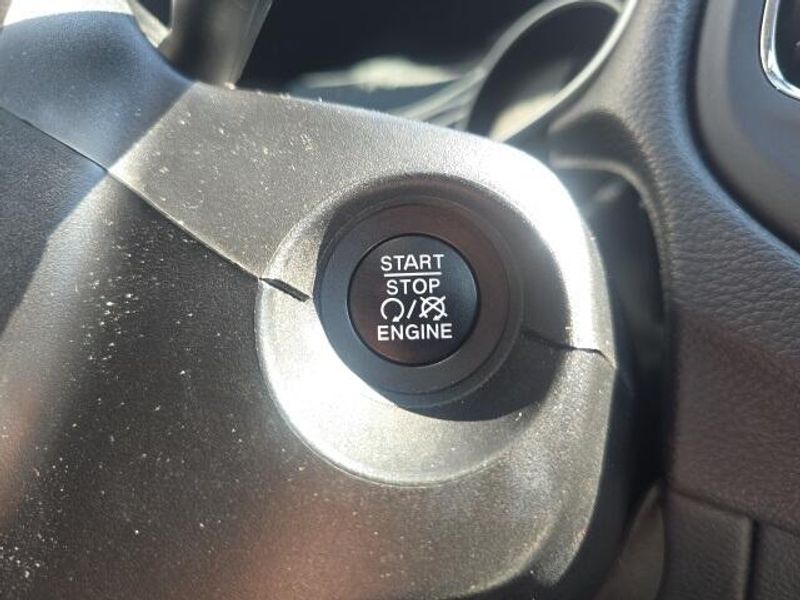 START
STOP
/
ENGINE